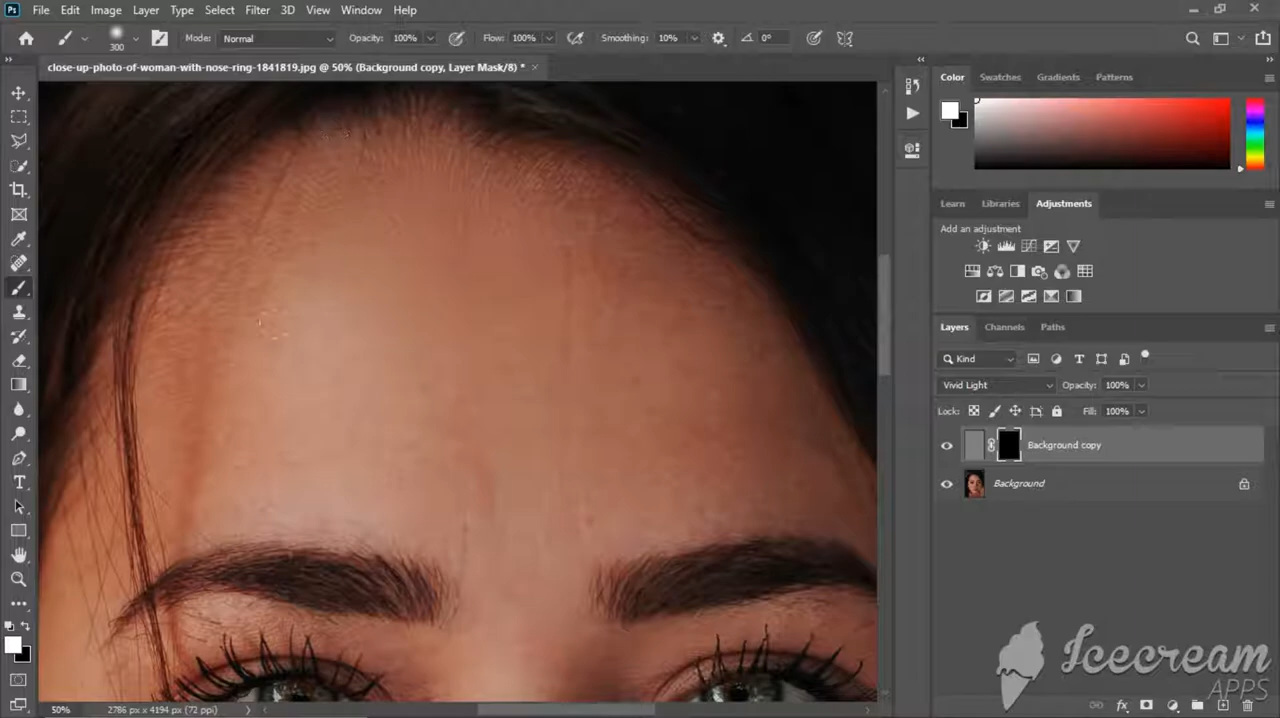 Ps File Edit Image Layer Type Select Filter 3D View Window Help
300 Mode: Normal Opacity: 100% Flow: 100% Smoothing: 10% 0°
close-up-photo-of-woman-with-nose-ring-1841819.jpg @ 50% (Background copy, Layer Mask/8) *
Color Swatches Gradients Patterns
Learn Libraries Adjustments
Add an adjustment
Layers Channels Paths
Kind
Vivid Light Opacity: 100%
Lock: Fill: 100%
Background copy
Background
Icecream
APPS
50% 2786 px x 4194 px (72 ppi)